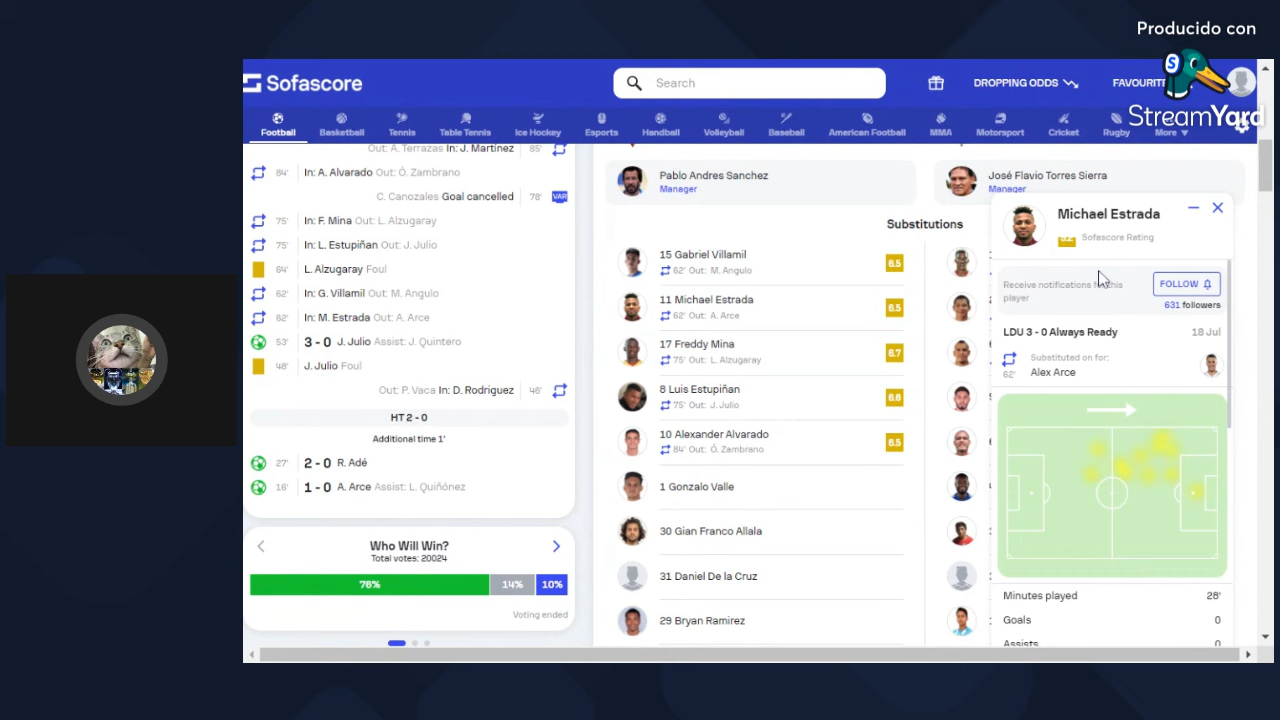 Producido con
StreamYard
Sofascore
Search
DROPPING ODDS
Football
Basketball
Tennis
Table Tennis
Ice Hockey
Esports
Handball
Volleyball
Baseball
American Football
MMA
Motorsport
Cricket
Rugby
More
Out: A. Terrazas In: J. Martínez 85'
84' In: A. Alvarado Out: Ó. Zambrano
C. Canozales Goal cancelled 78' VAR
75' In: F. Mina Out: L. Alzugaray
75' In: L. Estupiñan Out: J. Julio
64' L. Alzugaray Foul
62' In: G. Villamil Out: M. Angulo
62' In: M. Estrada Out: A. Arce
53' 3 - 0 J. Julio Assist: J. Quintero
48' J. Julio Foul
Out: P. Vaca In: D. Rodriguez 46'
HT 2 - 0
Additional time 1'
27' 2 - 0 R. Adé
16' 1 - 0 A. Arce Assist: L. Quiñónez
Who Will Win?
Total votes: 20024
76% 14% 10%
Voting ended
Pablo Andres Sanchez
Manager
José Flavio Torres Sierra
Manager
Substitutions
15 Gabriel Villamil
62' Out: M. Angulo
6.5
11 Michael Estrada
62' Out: A. Arce
6.5
17 Freddy Mina
75' Out: L. Alzugaray
6.7
8 Luis Estupiñan
75' Out: J. Julio
6.6
10 Alexander Alvarado
84' Out: Ó. Zambrano
6.5
1 Gonzalo Valle
30 Gian Franco Allala
31 Daniel De la Cruz
29 Bryan Ramirez
Michael Estrada
Sofascore Rating
Receive notifications for this
player
FOLLOW
631 followers
LDU 3 - 0 Always Ready 18 Jul
Substituted on for:
62' Alex Arce
Minutes played 28'
Goals 0
Assists 0